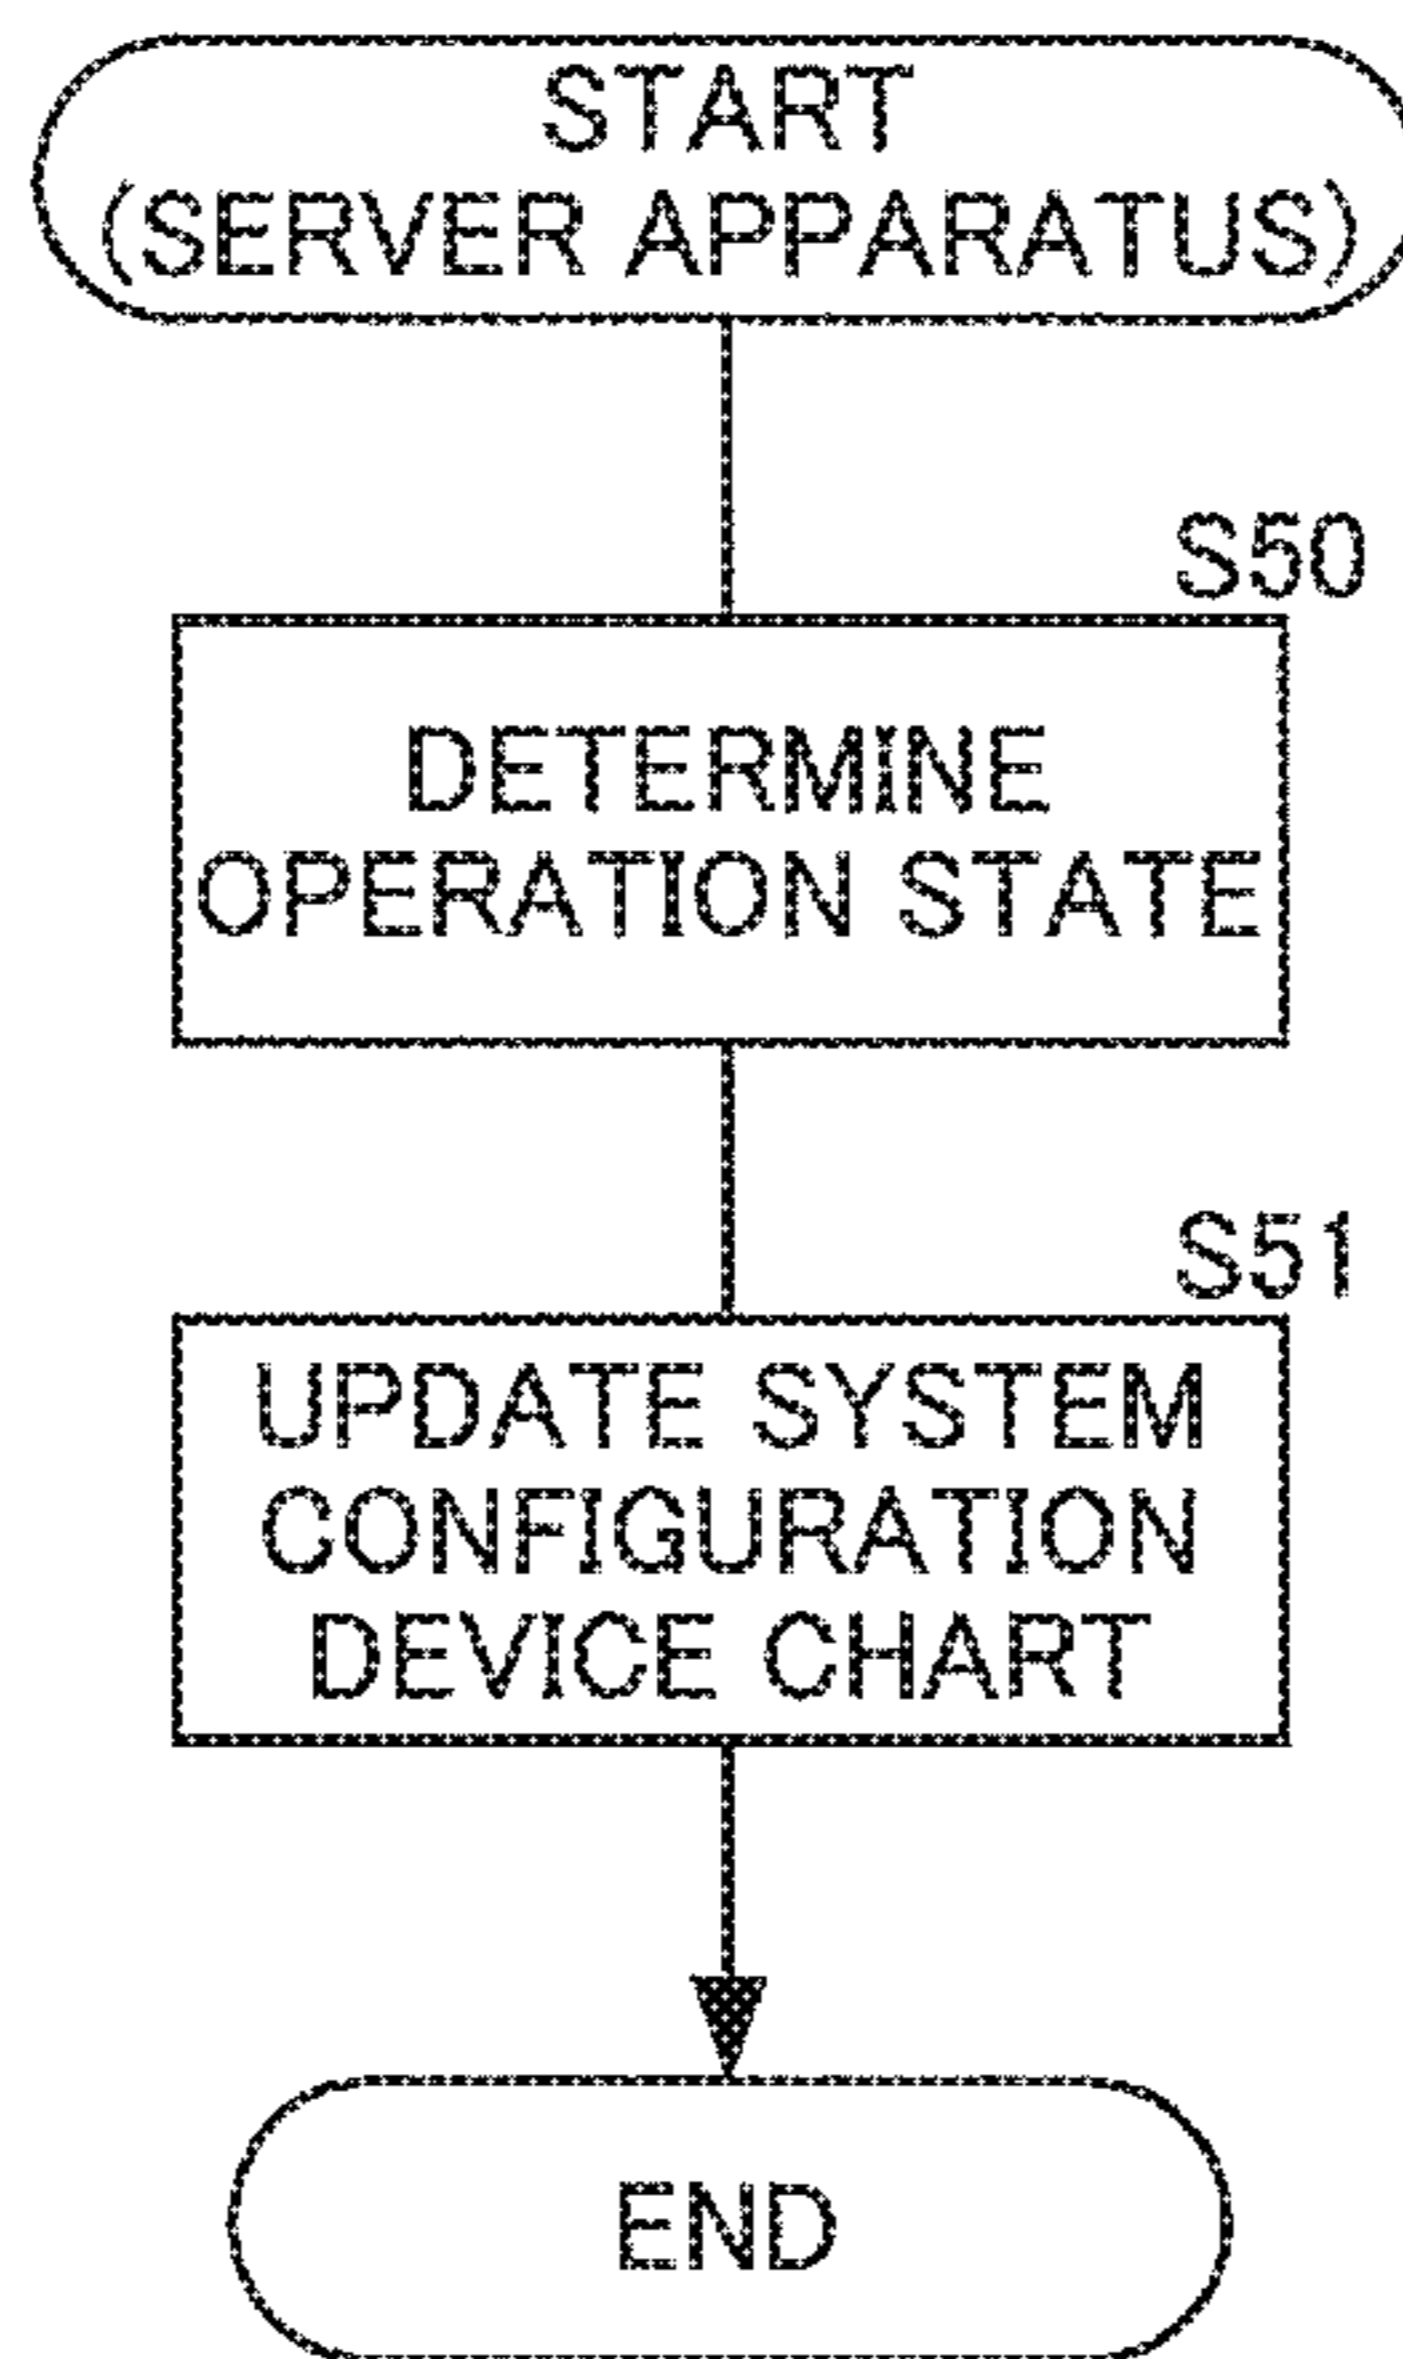 START
(SERVER APPARATUS)
S50
DETERMINE
OPERATION STATE
S51
UPDATE SYSTEM
CONFIGURATION
DEVICE CHART
END